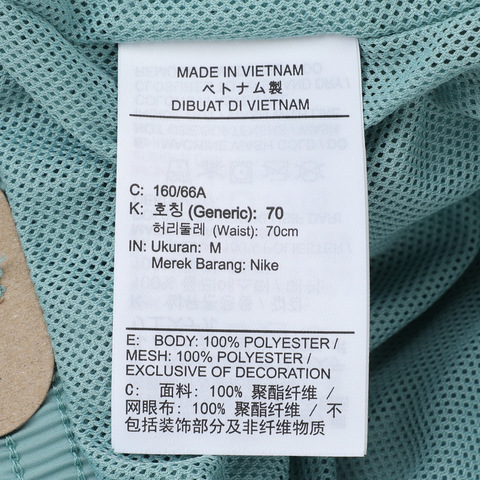 MADE IN VIETNAM
ベトナム製
DIBUAT DI VIETNAM
C: 160/66A
K: 호칭 (Generic): 70
허리둘레 (Waist): 70cm
IN: Ukuran: M
Merek Barang: Nike
E: BODY: 100% POLYESTER /
MESH: 100% POLYESTER /
EXCLUSIVE OF DECORATION
C: 面料: 100% 聚酯纤维 /
网眼布: 100% 聚酯纤维 / 不
包括装饰部分及非纤维物质